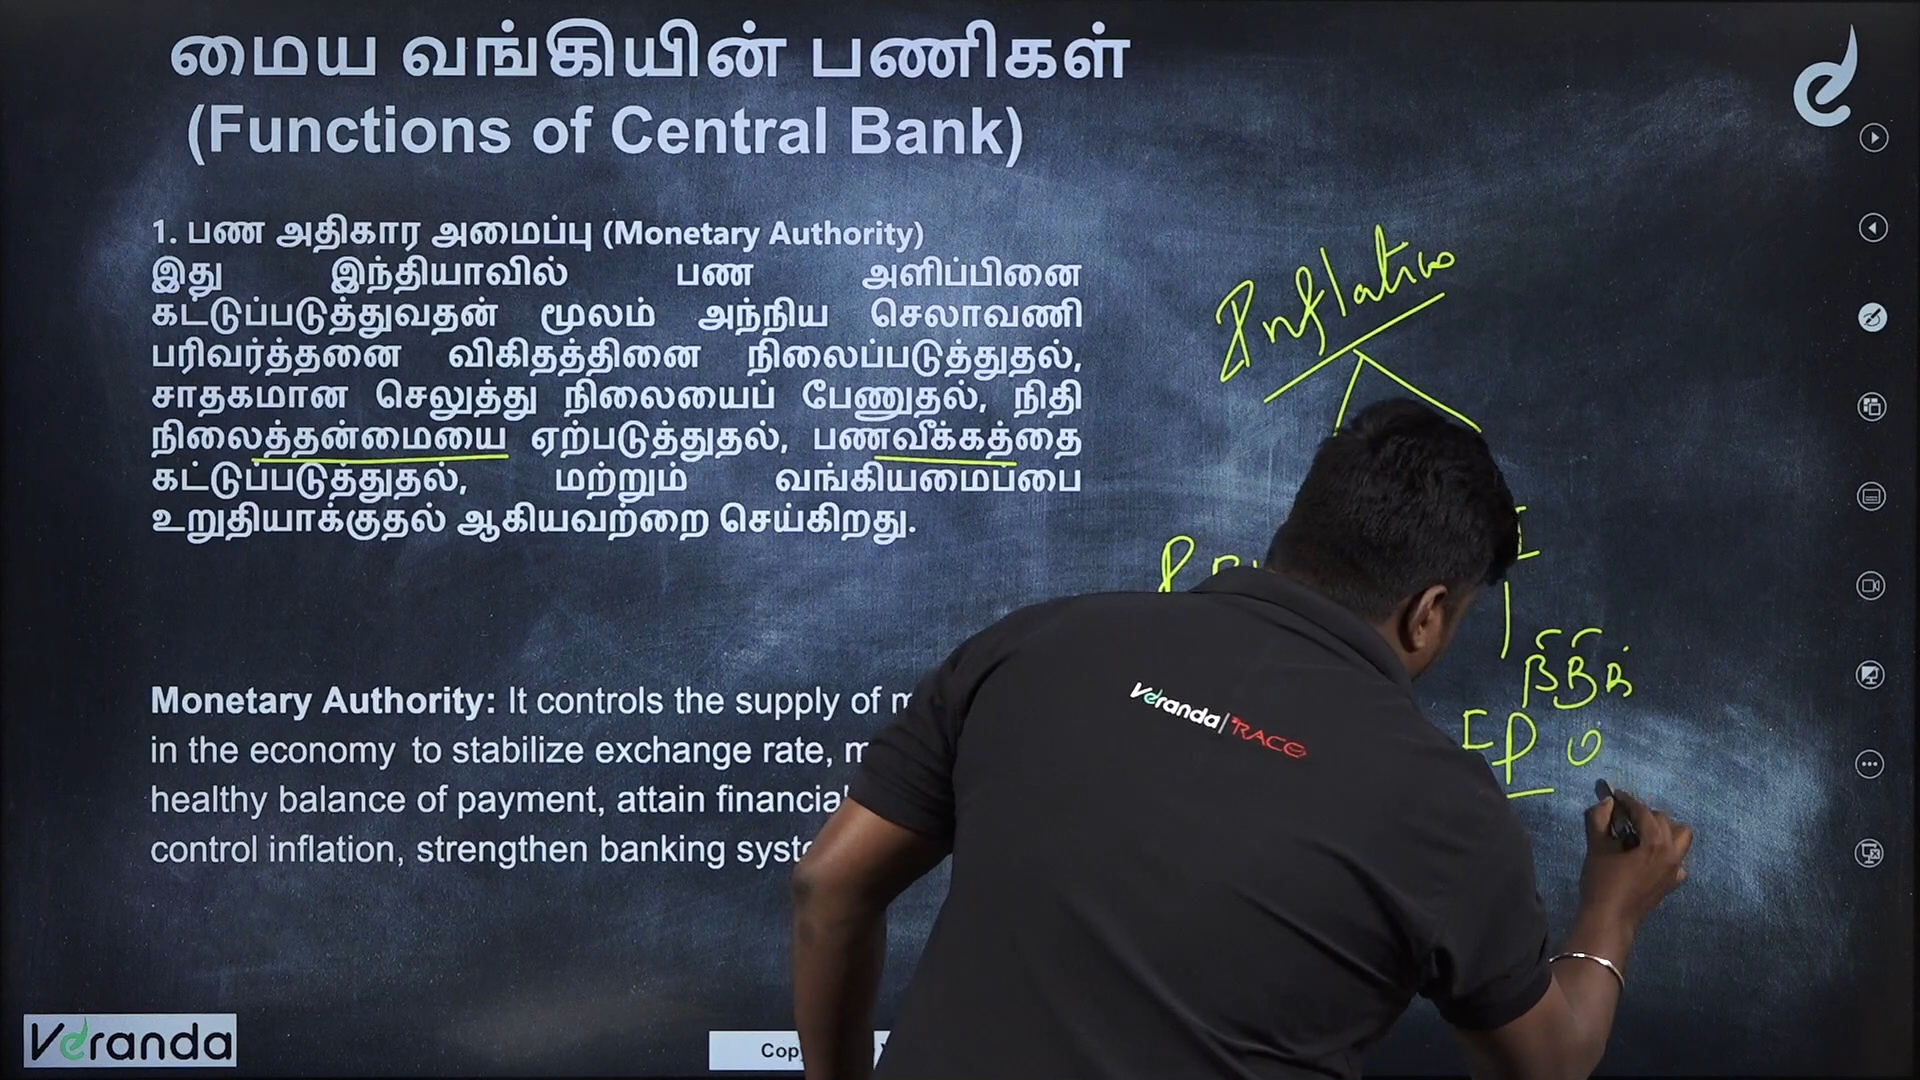 மைய வங்கியின் பணிகள்
(Functions of Central Bank)
1. பண அதிகார அமைப்பு (Monetary Authority)
இது இந்தியாவில் பண அளிப்பினை
கட்டுப்படுத்துவதன் மூலம் அந்நிய செலாவணி
பரிவர்த்தனை விகிதத்தினை நிலைப்படுத்துதல்,
சாதகமான செலுத்து நிலையைப் பேணுதல், நிதி
நிலைத்தன்மையை ஏற்படுத்துதல், பணவீக்கத்தை
கட்டுப்படுத்துதல், மற்றும் வங்கியமைப்பை
உறுதியாக்குதல் ஆகியவற்றை செய்கிறது.
Monetary Authority: It controls the supply of
in the economy to stabilize exchange rate,
healthy balance of payment, attain financial
control inflation, strengthen banking
Inflation
Veranda | RACE
Veranda